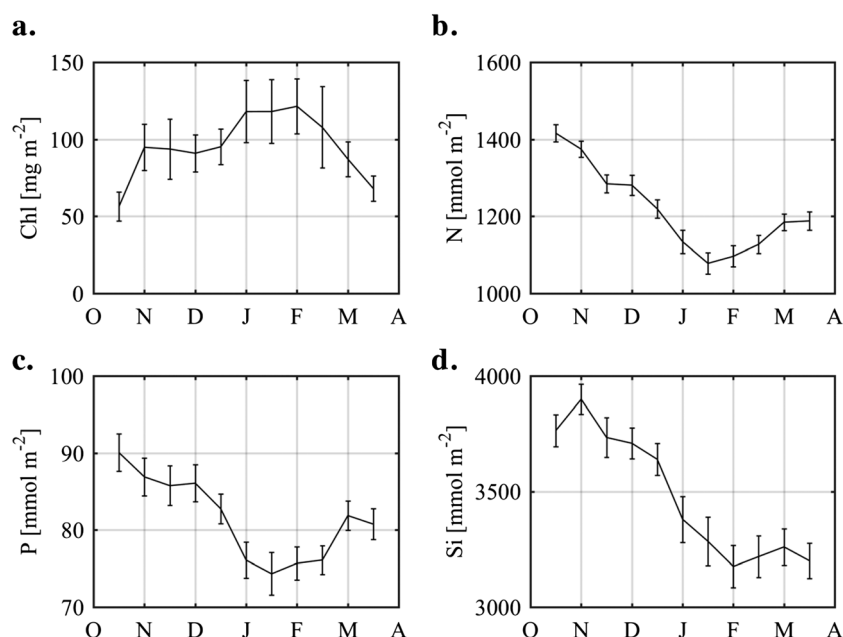 a.
Chl [mg m-2]
150
100
50
0
O N D J F M A
b.
N [mmol m-2]
1600
1400
1200
1000
O N D J F M A
c.
P [mmol m-2]
100
90
80
70
O N D J F M A
d.
Si [mmol m-2]
4000
3500
3000
O N D J F M A